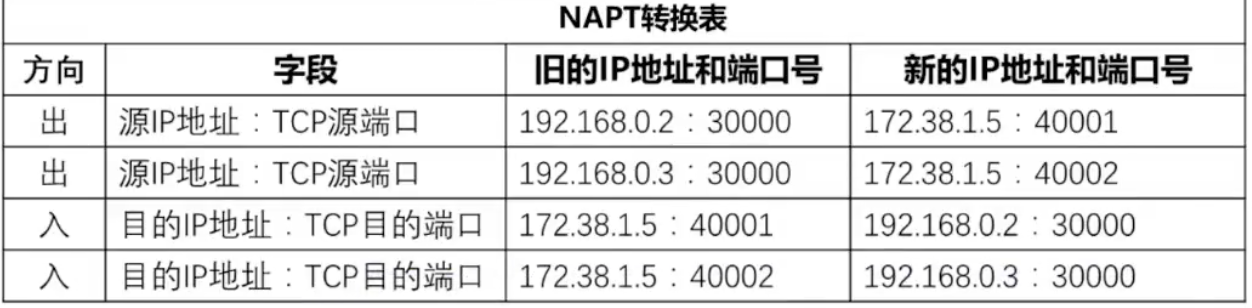 NAPT转换表
方向 字段 旧的IP地址和端口号 新的IP地址和端口号
出 源IP地址：TCP源端口 192.168.0.2：30000 172.38.1.5：40001
出 源IP地址：TCP源端口 192.168.0.3：30000 172.38.1.5：40002
入 目的IP地址：TCP目的端口 172.38.1.5：40001 192.168.0.2：30000
入 目的IP地址：TCP目的端口 172.38.1.5：40002 192.168.0.3：30000